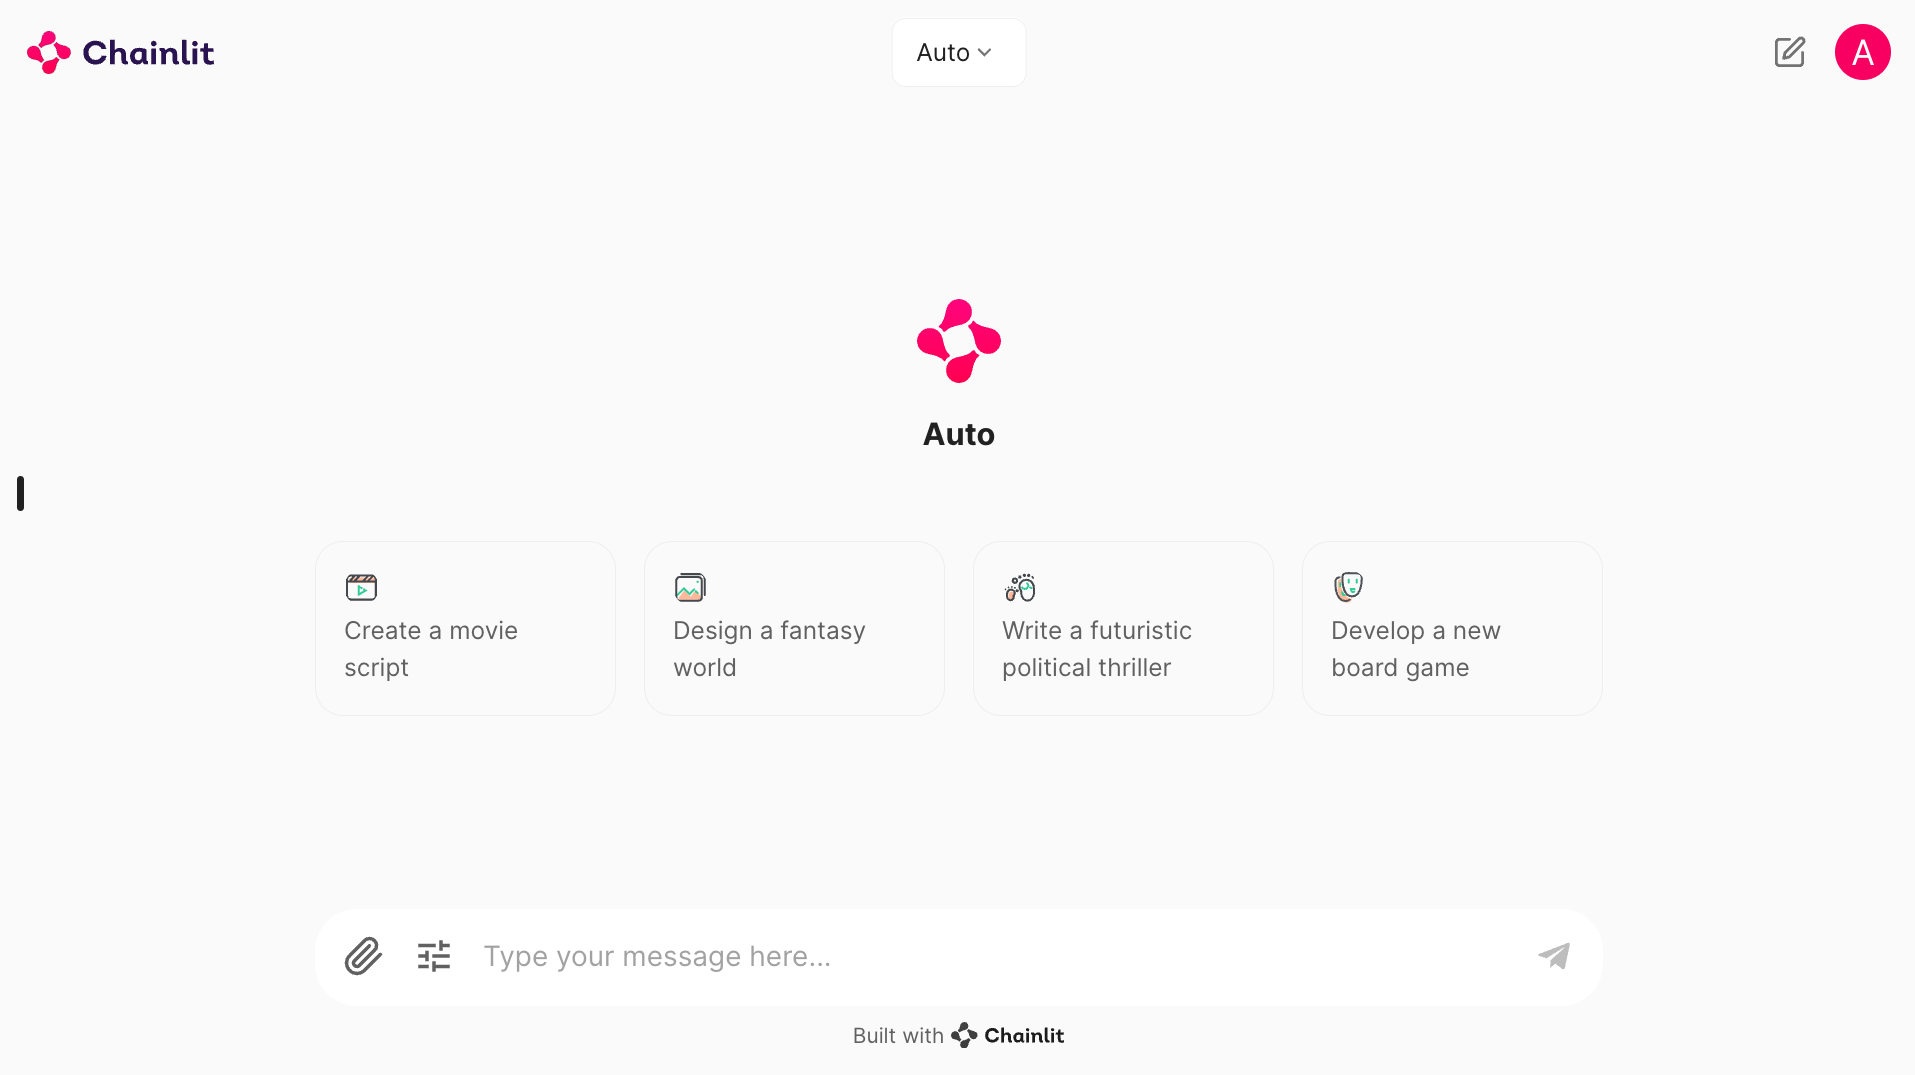 Chainlit
Auto
A
Auto
Create a movie
script
Design a fantasy
world
Write a futuristic
political thriller
Develop a new
board game
Type your message here...
Built with Chainlit